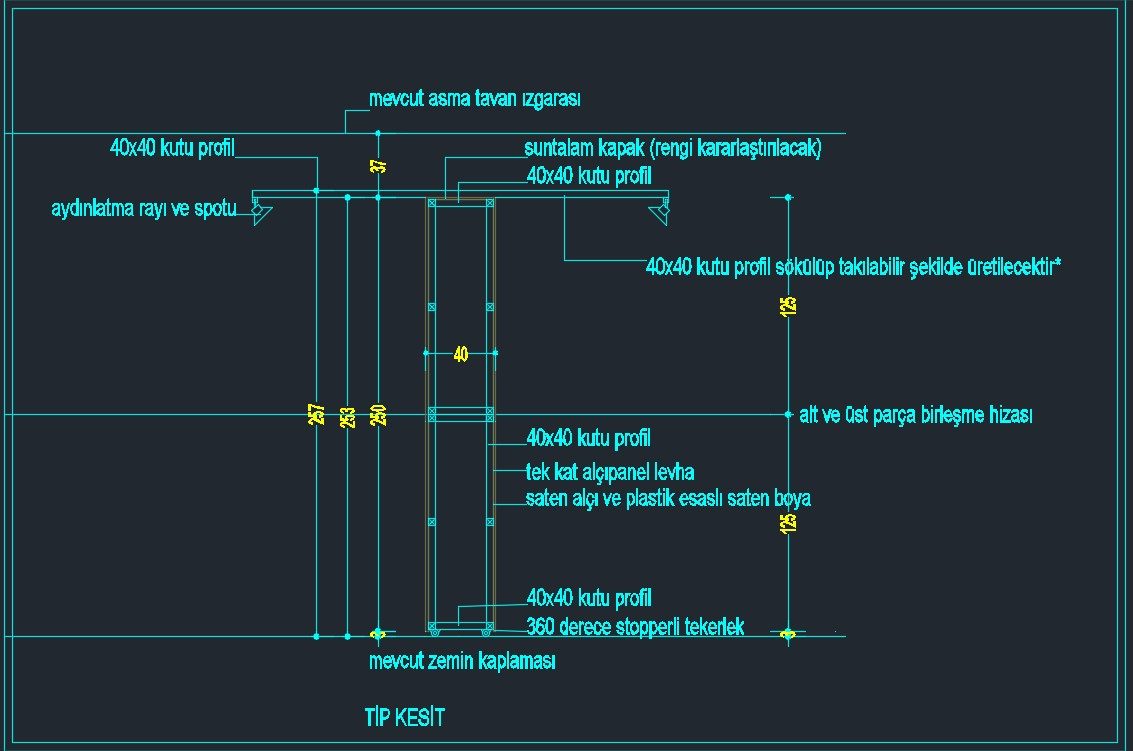 mevcut asma tavan ızgarası
40x40 kutu profil
suntalam kapak (rengi kararlaştırılacak)
37
40x40 kutu profil
aydınlatma rayı ve spotu
40x40 kutu profil sökülüp takılabilir şekilde üretilecektir*
125
40
257
253
250
alt ve üst parça birleşme hizası
40x40 kutu profil
tek kat alçıpanel levha
saten alçı ve plastik esaslı saten boya
125
40x40 kutu profil
360 derece stopperli tekerlek
3
3
mevcut zemin kaplaması
TİP KESİT